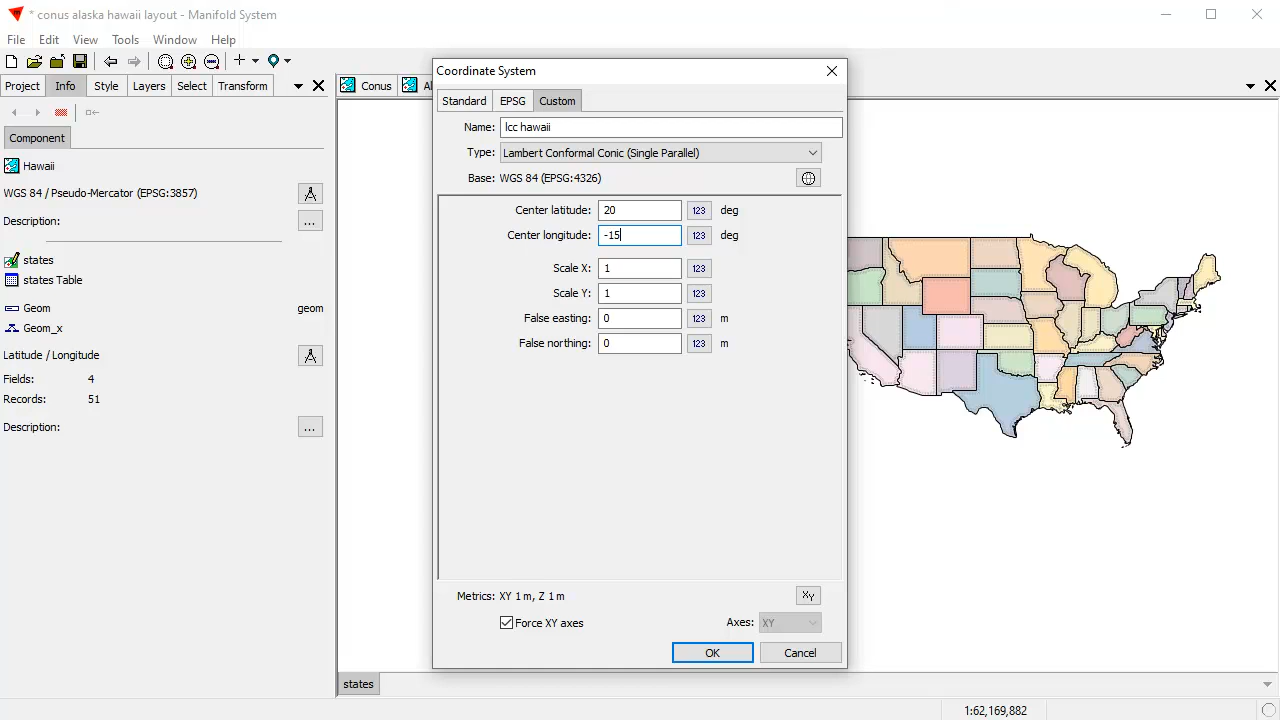 * conus alaska hawaii layout - Manifold System
File Edit View Tools Window Help
Project Info Style Layers Select Transform
Component
Hawaii
WGS 84 / Pseudo-Mercator (EPSG:3857)
Description: ...
states
states Table
Geom geom
Geom_x
Latitude / Longitude
Fields: 4
Records: 51
Description: ...
Conus Al
Coordinate System
Standard EPSG Custom
Name: lcc hawaii
Type: Lambert Conformal Conic (Single Parallel)
Base: WGS 84 (EPSG:4326)
Center latitude: 20 123 deg
Center longitude: -15 123 deg
Scale X: 1 123
Scale Y: 1 123
False easting: 0 123 m
False northing: 0 123 m
Metrics: XY 1 m, Z 1 m XY
Force XY axes Axes: XY
OK Cancel
states
1:62,169,882